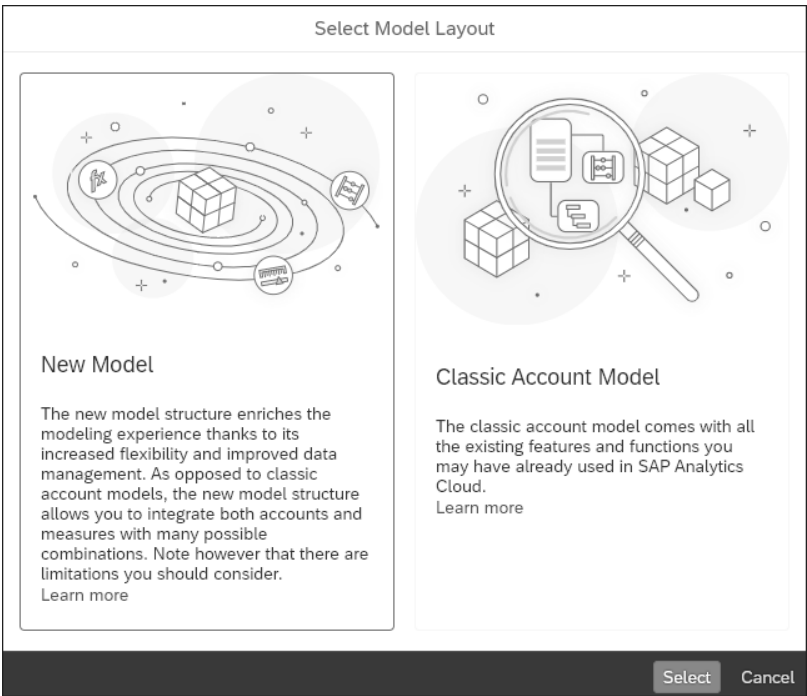 Select Model Layout
fx
New Model
The new model structure enriches the
modeling experience thanks to its
increased flexibility and improved data
management. As opposed to classic
account models, the new model structure
allows you to integrate both accounts and
measures with many possible
combinations. Note however that there are
limitations you should consider.
Learn more
Classic Account Model
The classic account model comes with all
the existing features and functions you
may have already used in SAP Analytics
Cloud.
Learn more
Select
Cancel